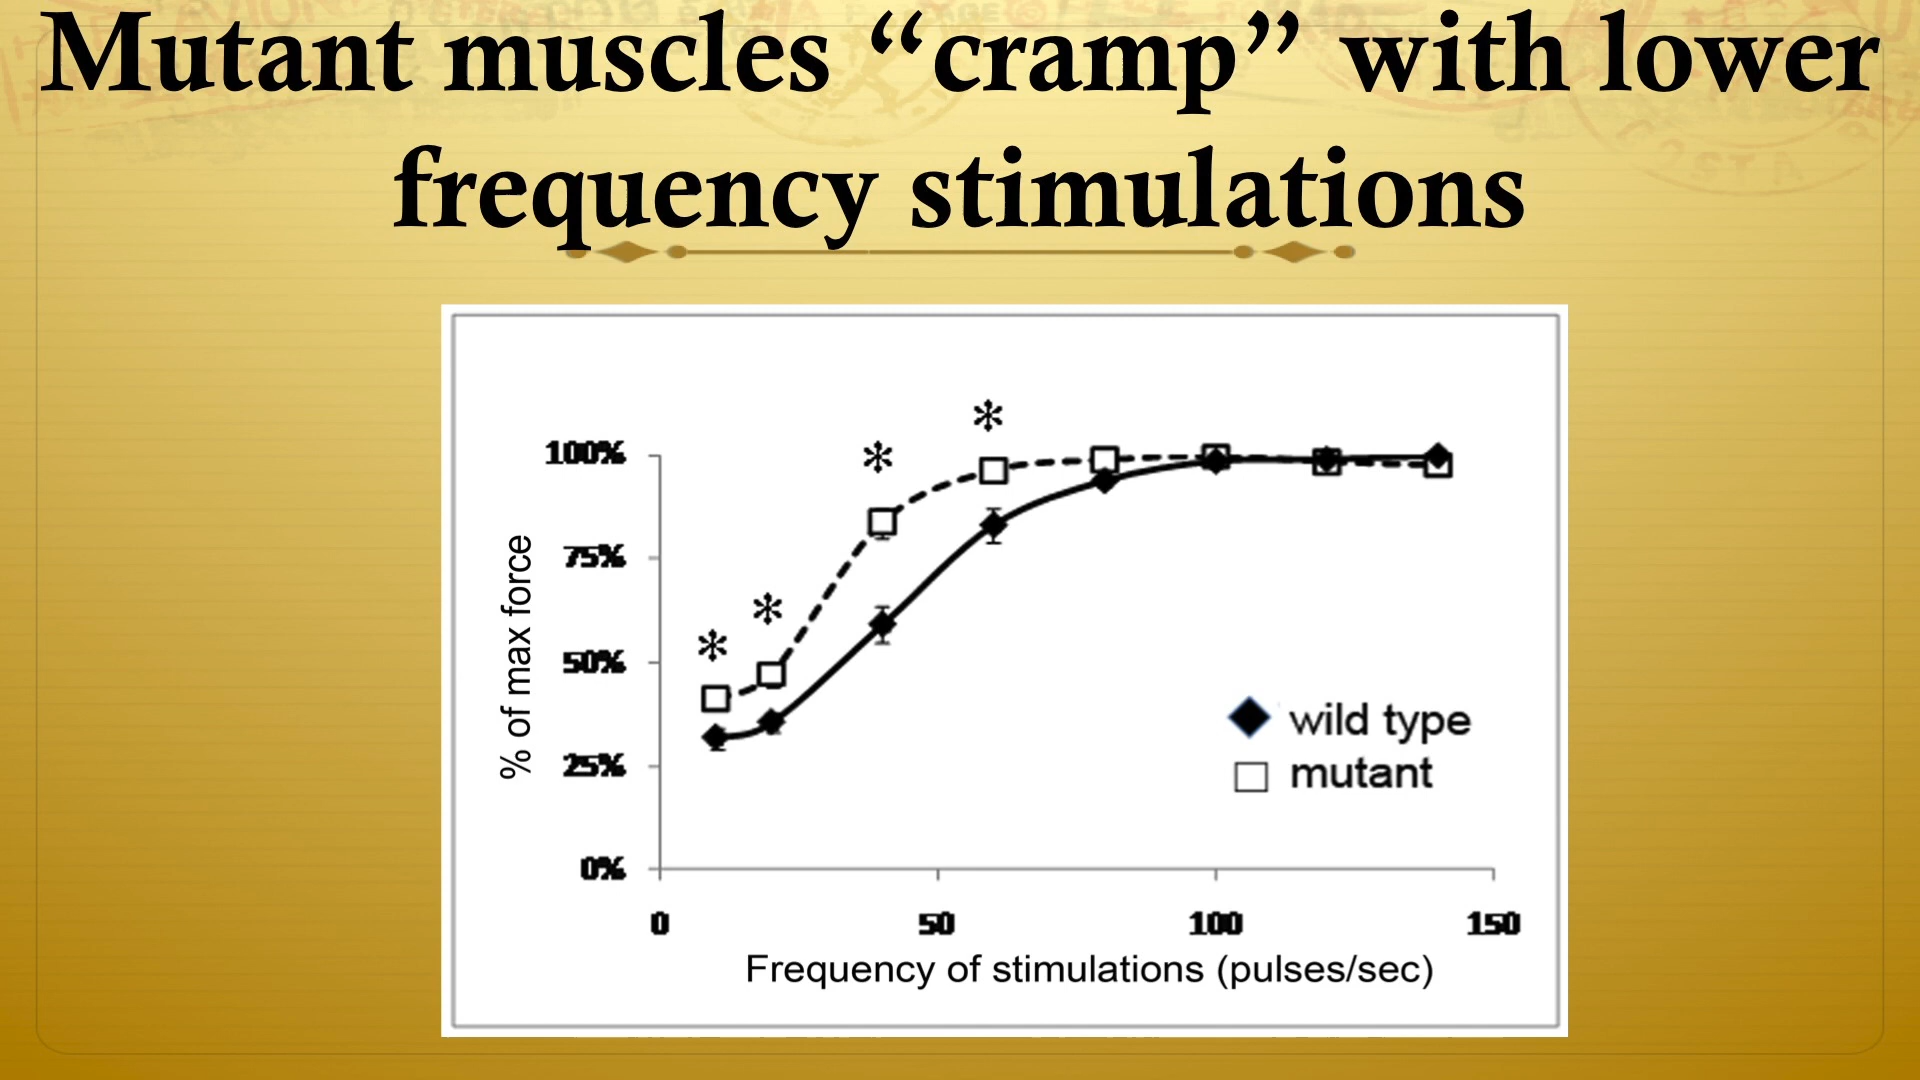 Mutant muscles “cramp” with lower
frequency stimulations
*
*
*
*
100%
75%
50%
25%
0%
% of max force
wild type
mutant
0 50 100 150
Frequency of stimulations (pulses/sec)